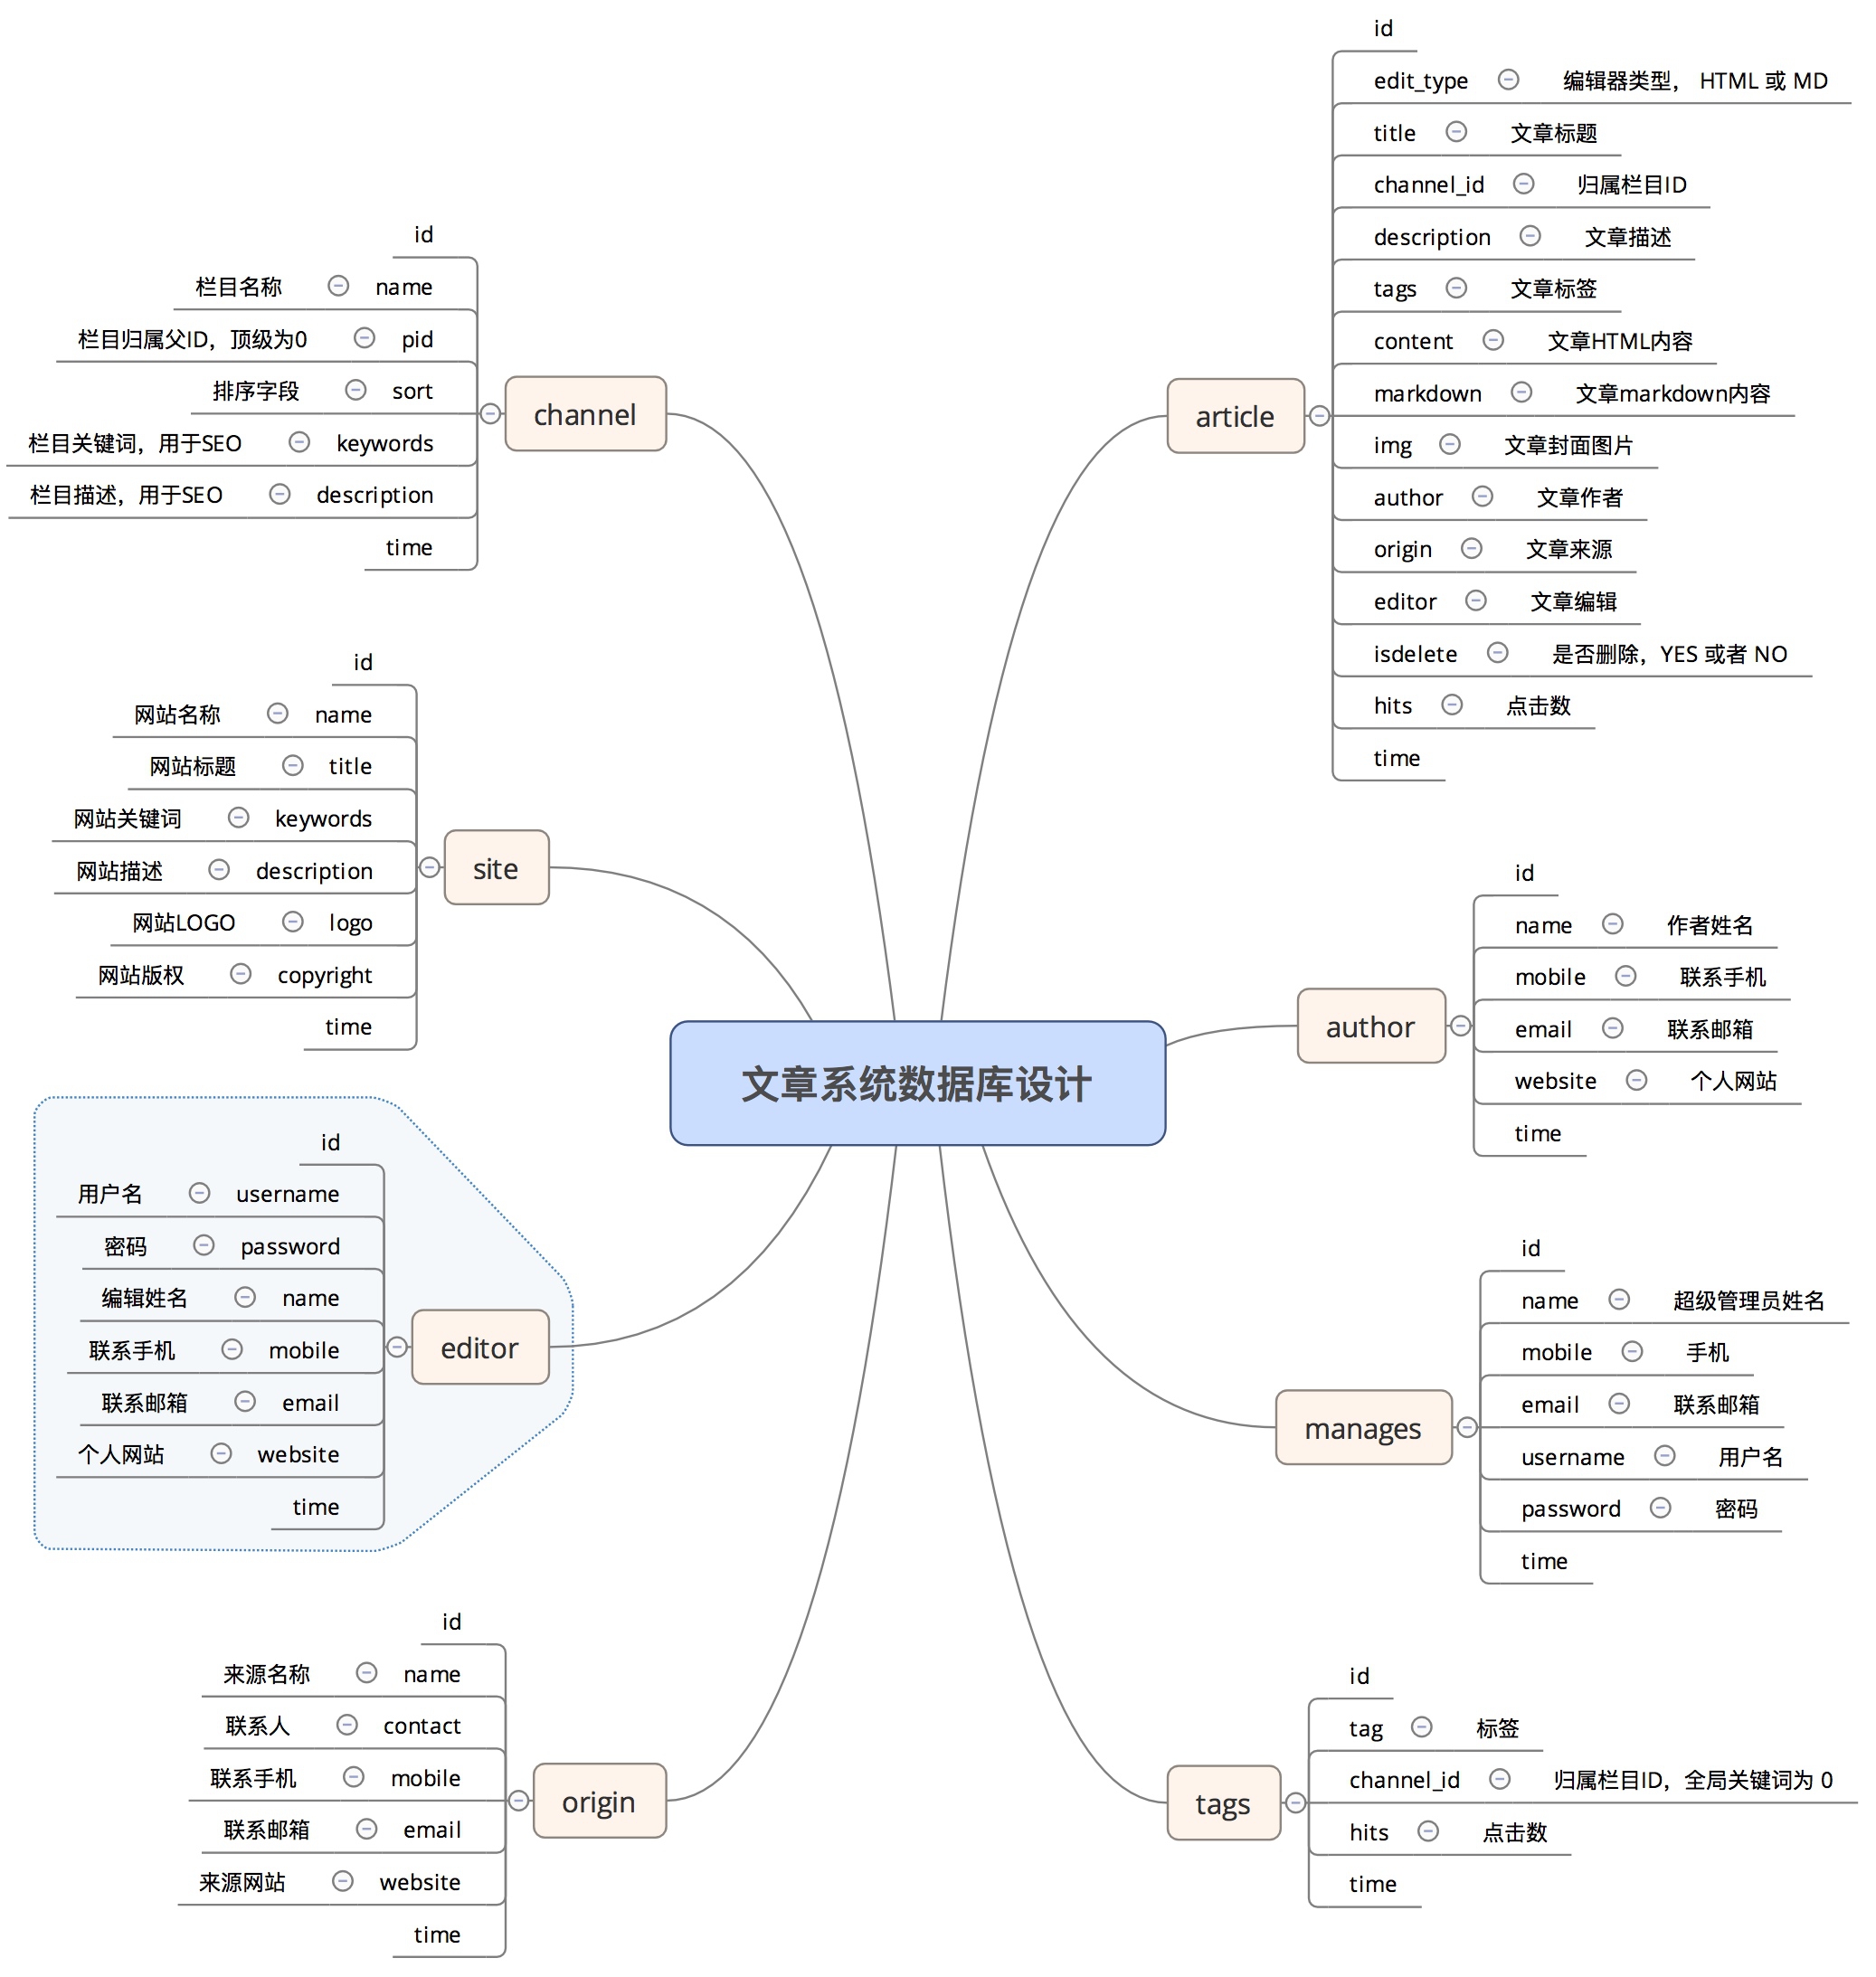 文章系统数据库设计
article
id
edit_type 编辑器类型， HTML 或 MD
title 文章标题
channel_id 归属栏目ID
description 文章描述
tags 文章标签
content 文章HTML内容
markdown 文章markdown内容
img 文章封面图片
author 文章作者
origin 文章来源
editor 文章编辑
isdelete 是否删除，YES 或者 NO
hits 点击数
time
author
id
name 作者姓名
mobile 联系手机
email 联系邮箱
website 个人网站
time
manages
id
name 超级管理员姓名
mobile 手机
email 联系邮箱
username 用户名
password 密码
time
tags
id
tag 标签
channel_id 归属栏目ID，全局关键词为 0
hits 点击数
time
channel
id
栏目名称 name
栏目归属父ID，顶级为0 pid
排序字段 sort
栏目关键词，用于SEO keywords
栏目描述，用于SEO description
time
site
id
网站名称 name
网站标题 title
网站关键词 keywords
网站描述 description
网站LOGO logo
网站版权 copyright
time
editor
id
用户名 username
密码 password
编辑姓名 name
联系手机 mobile
联系邮箱 email
个人网站 website
time
origin
id
来源名称 name
联系人 contact
联系手机 mobile
联系邮箱 email
来源网站 website
time